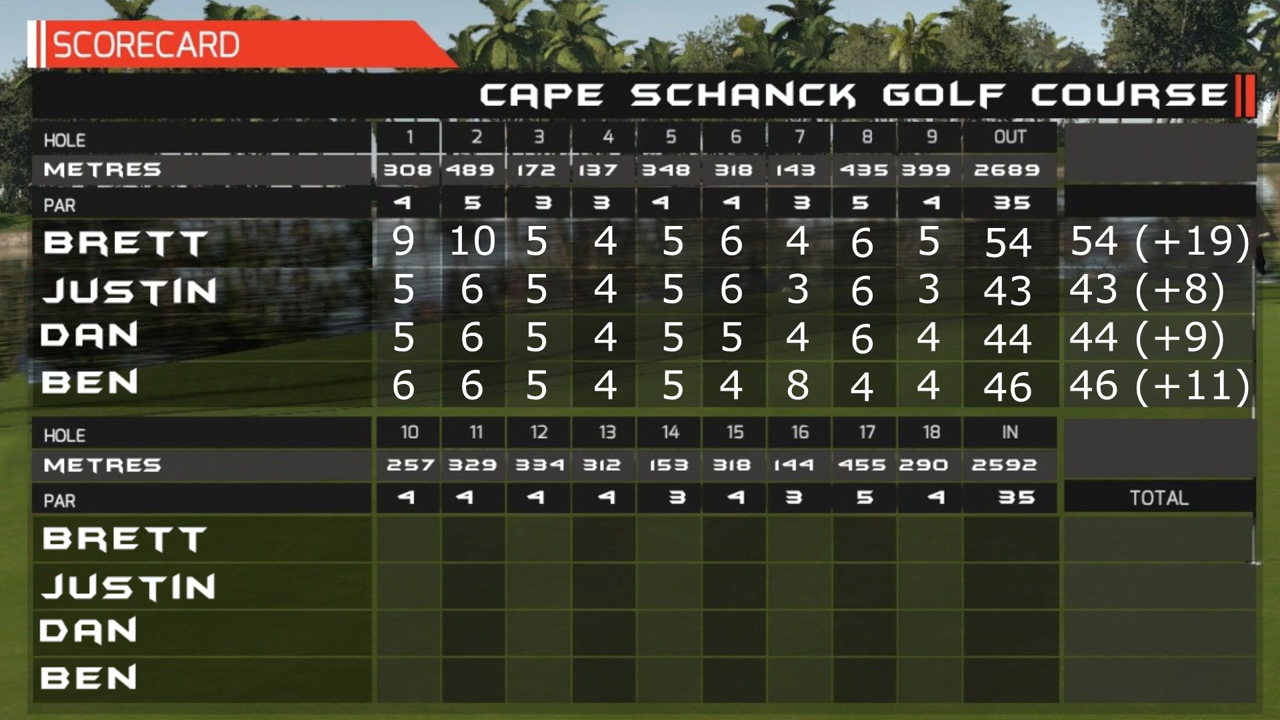 SCORECARD
CAPE SCHANCK GOLF COURSE
HOLE 1 2 3 4 5 6 7 8 9 OUT
METRES 308 489 172 137 348 318 143 435 399 2689
PAR 4 5 3 3 4 4 3 5 4 35
BRETT 9 10 5 4 5 6 4 6 5 54 54 (+19)
JUSTIN 5 6 5 4 5 6 3 6 3 43 43 (+8)
DAN 5 6 5 4 5 5 4 6 4 44 44 (+9)
BEN 6 6 5 4 5 4 8 4 4 46 46 (+11)
HOLE 10 11 12 13 14 15 16 17 18 IN
METRES 257 329 334 312 153 318 144 455 290 2592
PAR 4 4 4 4 3 4 3 5 4 35 TOTAL
BRETT
JUSTIN
DAN
BEN